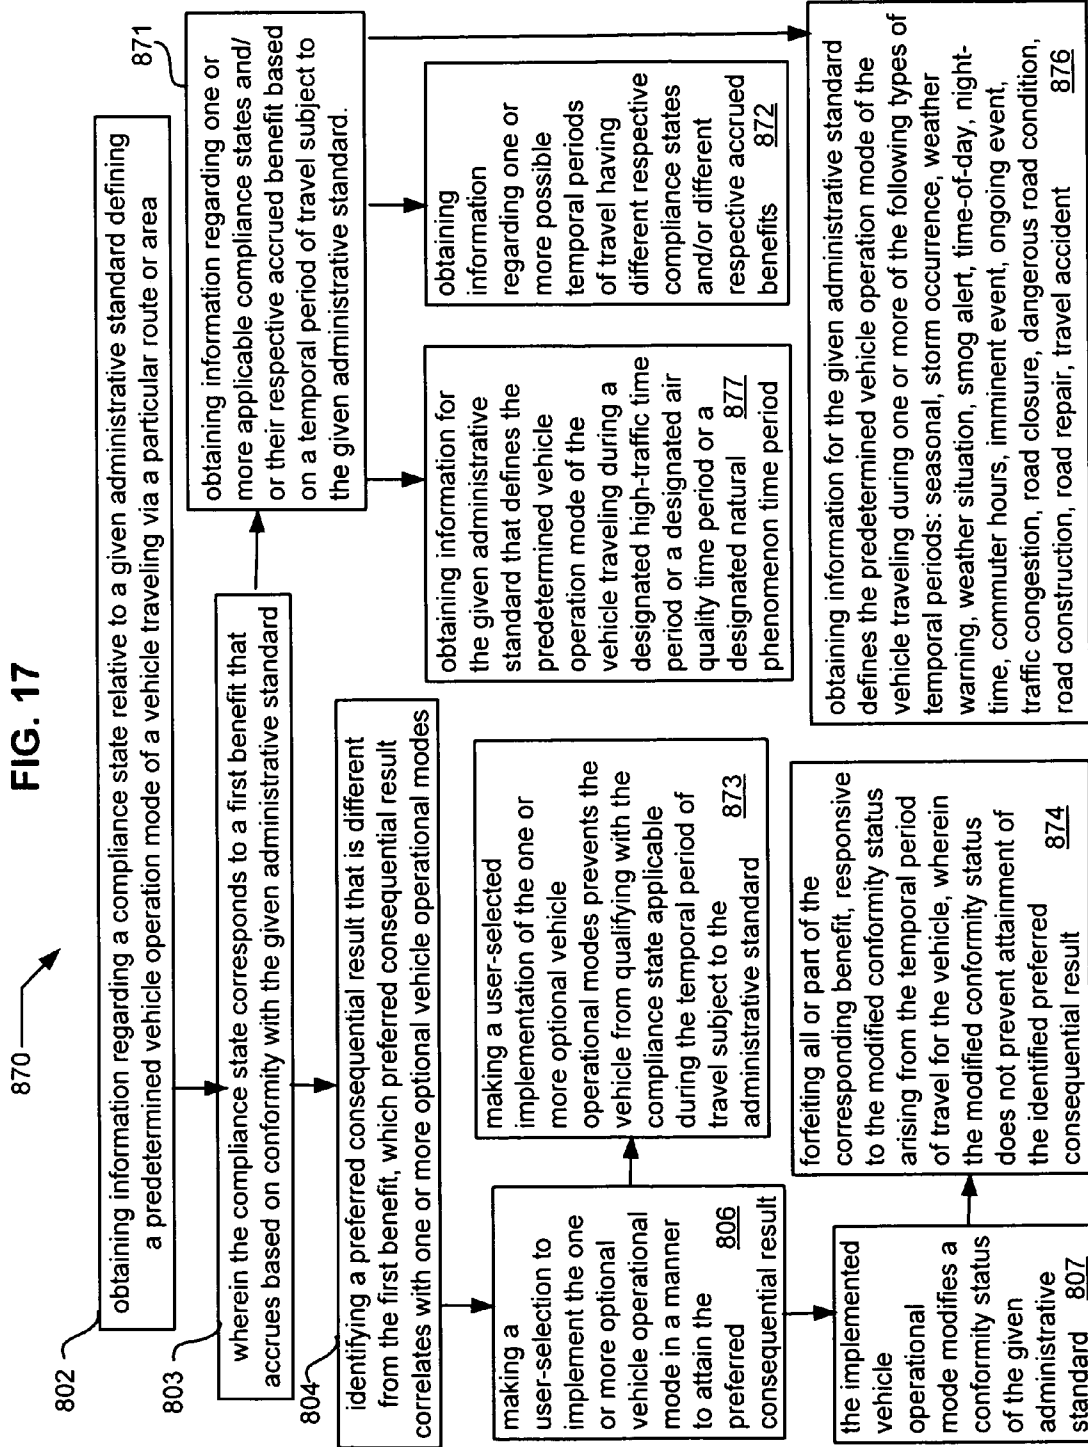 FIG. 17
870
802
obtaining information regarding a compliance state relative to a given administrative standard defining
a predetermined vehicle operation mode of a vehicle traveling via a particular route or area
803
wherein the compliance state corresponds to a first benefit that
accrues based on conformity with the given administrative standard
871
obtaining information regarding one or
more applicable compliance states and/
or their respective accrued benefit based
on a temporal period of travel subject to
the given administrative standard.
804
identifying a preferred consequential result that is different
from the first benefit, which preferred consequential result
correlates with one or more optional vehicle operational modes
making a
user-selection to
implement the one
or more optional
vehicle operational
mode in a manner
to attain the
preferred 806
consequential result
making a user-selected
implementation of the one or
more optional vehicle
operational modes prevents the
vehicle from qualifying with the
compliance state applicable
during the temporal period of
travel subject to the
administrative standard 873
obtaining information for
the given administrative
standard that defines the
predetermined vehicle
operation mode of the
vehicle traveling during a
designated high-traffic time
period or a designated air
quality time period or a
designated natural 877
phenomenon time period
obtaining
information
regarding one or
more possible
temporal periods
of travel having
different respective
compliance states
and/or different
respective accrued
benefits 872
the implemented
vehicle
operational
mode modifies a
conformity status
of the given
administrative
standard 807
forfeiting all or part of the
corresponding benefit, responsive
to the modified conformity status
arising from the temporal period
of travel for the vehicle, wherein
the modified conformity status
does not prevent attainment of
the identified preferred
consequential result 874
obtaining information for the given administrative standard
defines the predetermined vehicle operation mode of the
vehicle traveling during one or more of the following types of
temporal periods: seasonal, storm occurrence, weather
warning, weather situation, smog alert, time-of-day, night-
time, commuter hours, imminent event, ongoing event,
traffic congestion, road closure, dangerous road condition,
road construction, road repair, travel accident 876